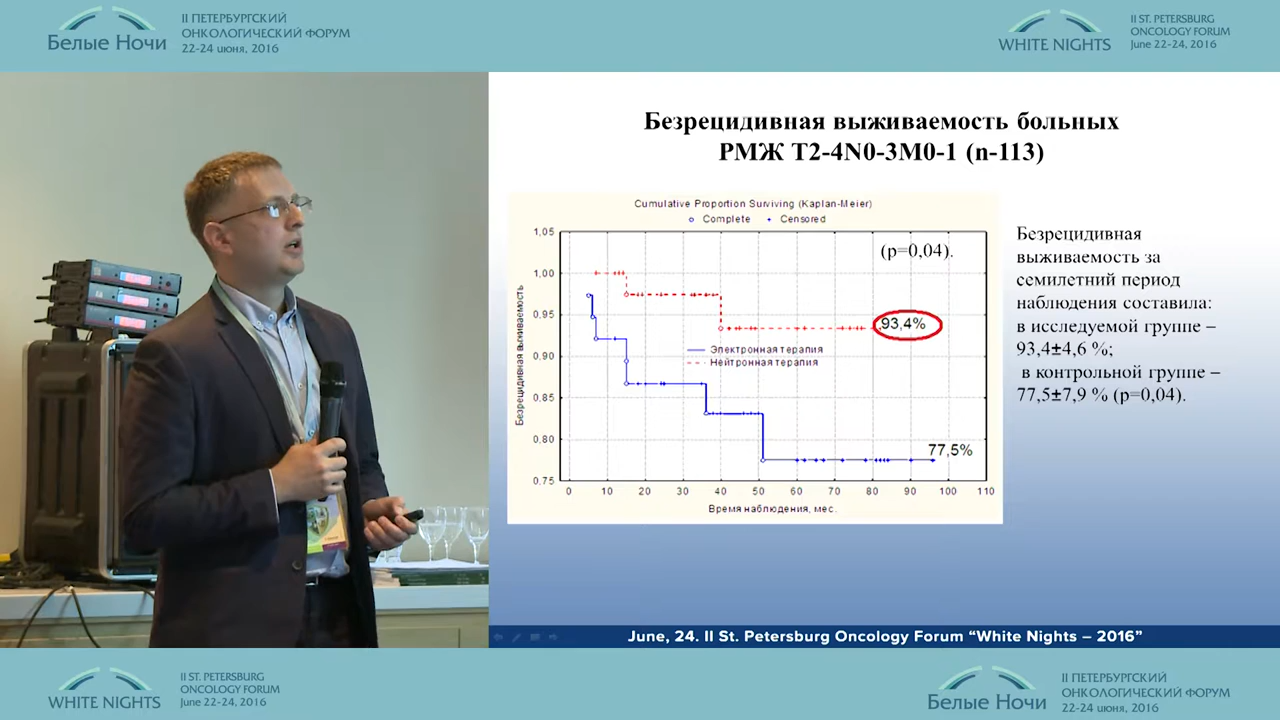 II ПЕТЕРБУРГСКИЙ
Белые Ночи
ОНКОЛОГИЧЕСКИЙ ФОРУМ
22-24 июня, 2016
II ST. PETERSBURG
WHITE NIGHTS
ONCOLOGY FORUM
June 22-24, 2016
Безрецидивная выживаемость больных
РМЖ T2-4N0-3M0-1 (n-113)
Cumulative Proportion Surviving (Kaplan-Meier)
Complete Censored
(p=0,04).
Безрецидивная выживаемость
1,05
1,00
0,95
0,90
0,85
0,80
0,75
93,4%
Электронная терапия
Нейтронная терапия
77,5%
0 10 20 30 40 50 60 70 80 90 100 110
Время наблюдения, мес.
Безрецидивная
выживаемость за
семилетний период
наблюдения составила:
в исследуемой группе –
93,4±4,6 %;
в контрольной группе –
77,5±7,9 % (p=0,04).
June, 24. II St. Petersburg Oncology Forum “White Nights – 2016”
II ST. PETERSBURG
WHITE NIGHTS
ONCOLOGY FORUM
June 22-24, 2016
II ПЕТЕРБУРГСКИЙ
Белые Ночи
ОНКОЛОГИЧЕСКИЙ ФОРУМ
22-24 июня, 2016